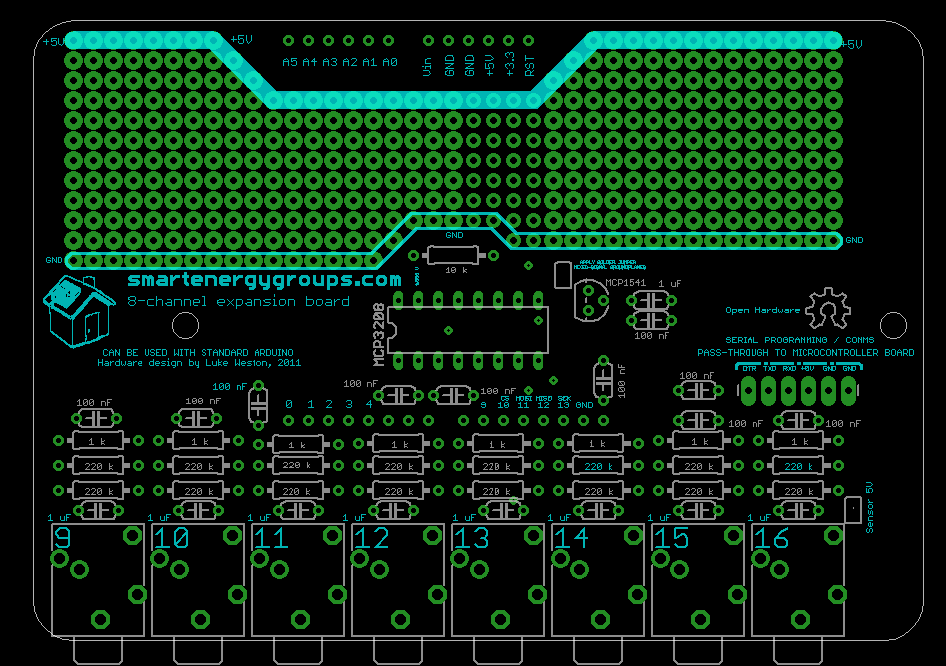 +5V +5V +5V
A5 A4 A3 A2 A1 A0 Vin GND GND +5V +3.3 RST
GND
GND
GND
10 k
APPLY SOLDER JUMPER
smartenergygroups.com
8-channel expansion board
MCP3208
MCP1541 1 uF
100 nF
Open Hardware
CAN BE USED WITH STANDARD ARDUINO
Hardware design by Luke Weston, 2011
SERIAL PROGRAMMING / COMMS
PASS-THROUGH TO MICROCONTROLLER BOARD
DTR TXD RXD +5V GND GND
100 nF 100 nF 100 nF 100 nF 100 nF 100 nF 100 nF
CS MOSI MISO SCK
0 1 2 3 4 9 10 11 12 13 GND
100 nF 100 nF
1 k 1 k 1 k 1 k 1 k 1 k 1 k 1 k
220 k 220 k 220 k 220 k 220 k 220 k 220 k 220 k
220 k 220 k 220 k 220 k 220 k 220 k 220 k 220 k
1 uF 1 uF 1 uF 1 uF 1 uF 1 uF 1 uF 1 uF
Sensor 5V
9 10 11 12 13 14 15 16